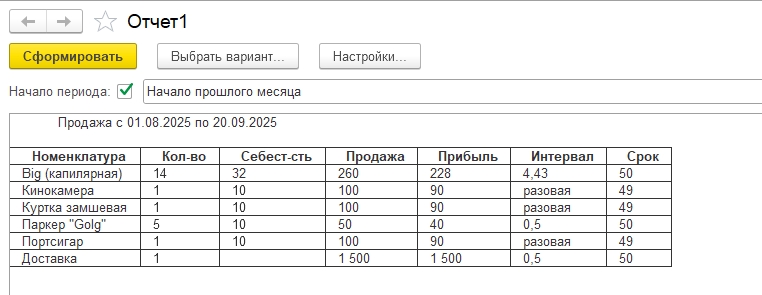 Отчет1
Сформировать Выбрать вариант... Настройки...
Начало периода: Начало прошлого месяца
Продажа с 01.08.2025 по 20.09.2025
Номенклатура Кол-во Себест-сть Продажа Прибыль Интервал Срок
Big (капилярная) 14 32 260 228 4,43 50
Кинокамера 1 10 100 90 разовая 49
Куртка замшевая 1 10 100 90 разовая 49
Паркер "Golg" 5 10 50 40 0,5 50
Портсигар 1 10 100 90 разовая 49
Доставка 1 1 500 1 500 0,5 50